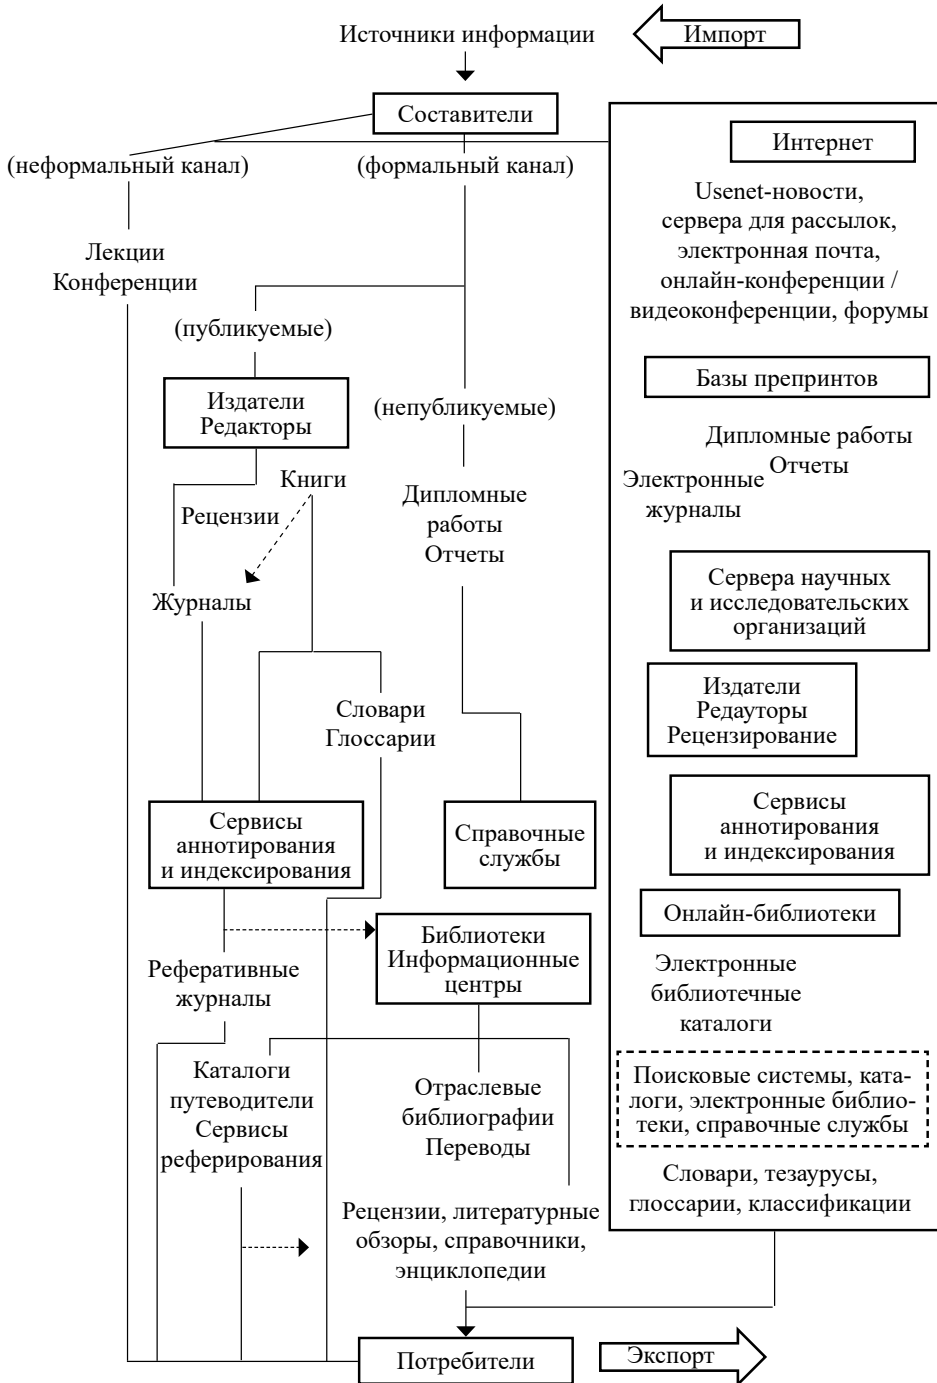 Источники информации
Импорт
Составители
(неформальный канал)
(формальный канал)
Лекции
Конференции
(публикуемые)
Издатели
Редакторы
(непубликуемые)
Книги
Рецензии
Журналы
Дипломные
работы
Отчеты
Словари
Глоссарии
Сервисы
аннотирования
и индексирования
Справочные
службы
Библиотеки
Информационные
центры
Реферативные
журналы
Каталоги
путеводители
Сервисы
реферирования
Отраслевые
библиографии
Переводы
Рецензии, литературные
обзоры, справочники,
энциклопедии
Интернет
Usenet-новости,
сервера для рассылок,
электронная почта,
онлайн-конференции /
видеоконференции, форумы
Базы препринтов
Дипломные работы
Отчеты
Электронные
журналы
Сервера научных
и исследовательских
организаций
Издатели
Редауторы
Рецензирование
Сервисы
аннотирования
и индексирования
Онлайн-библиотеки
Электронные
библиотечные
каталоги
Поисковые системы, ката-
логи, электронные библио-
теки, справочные службы
Словари, тезаурусы,
глоссарии, классификации
Потребители
Экспорт